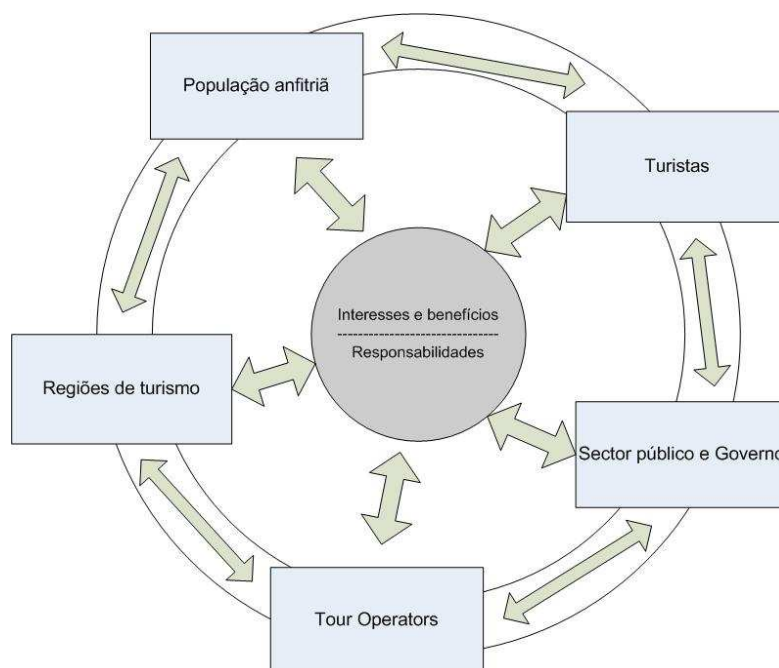 População anfitriã
Turistas
Interesses e benefícios
Responsabilidades
Regiões de turismo
Sector público e Governo
Tour Operators